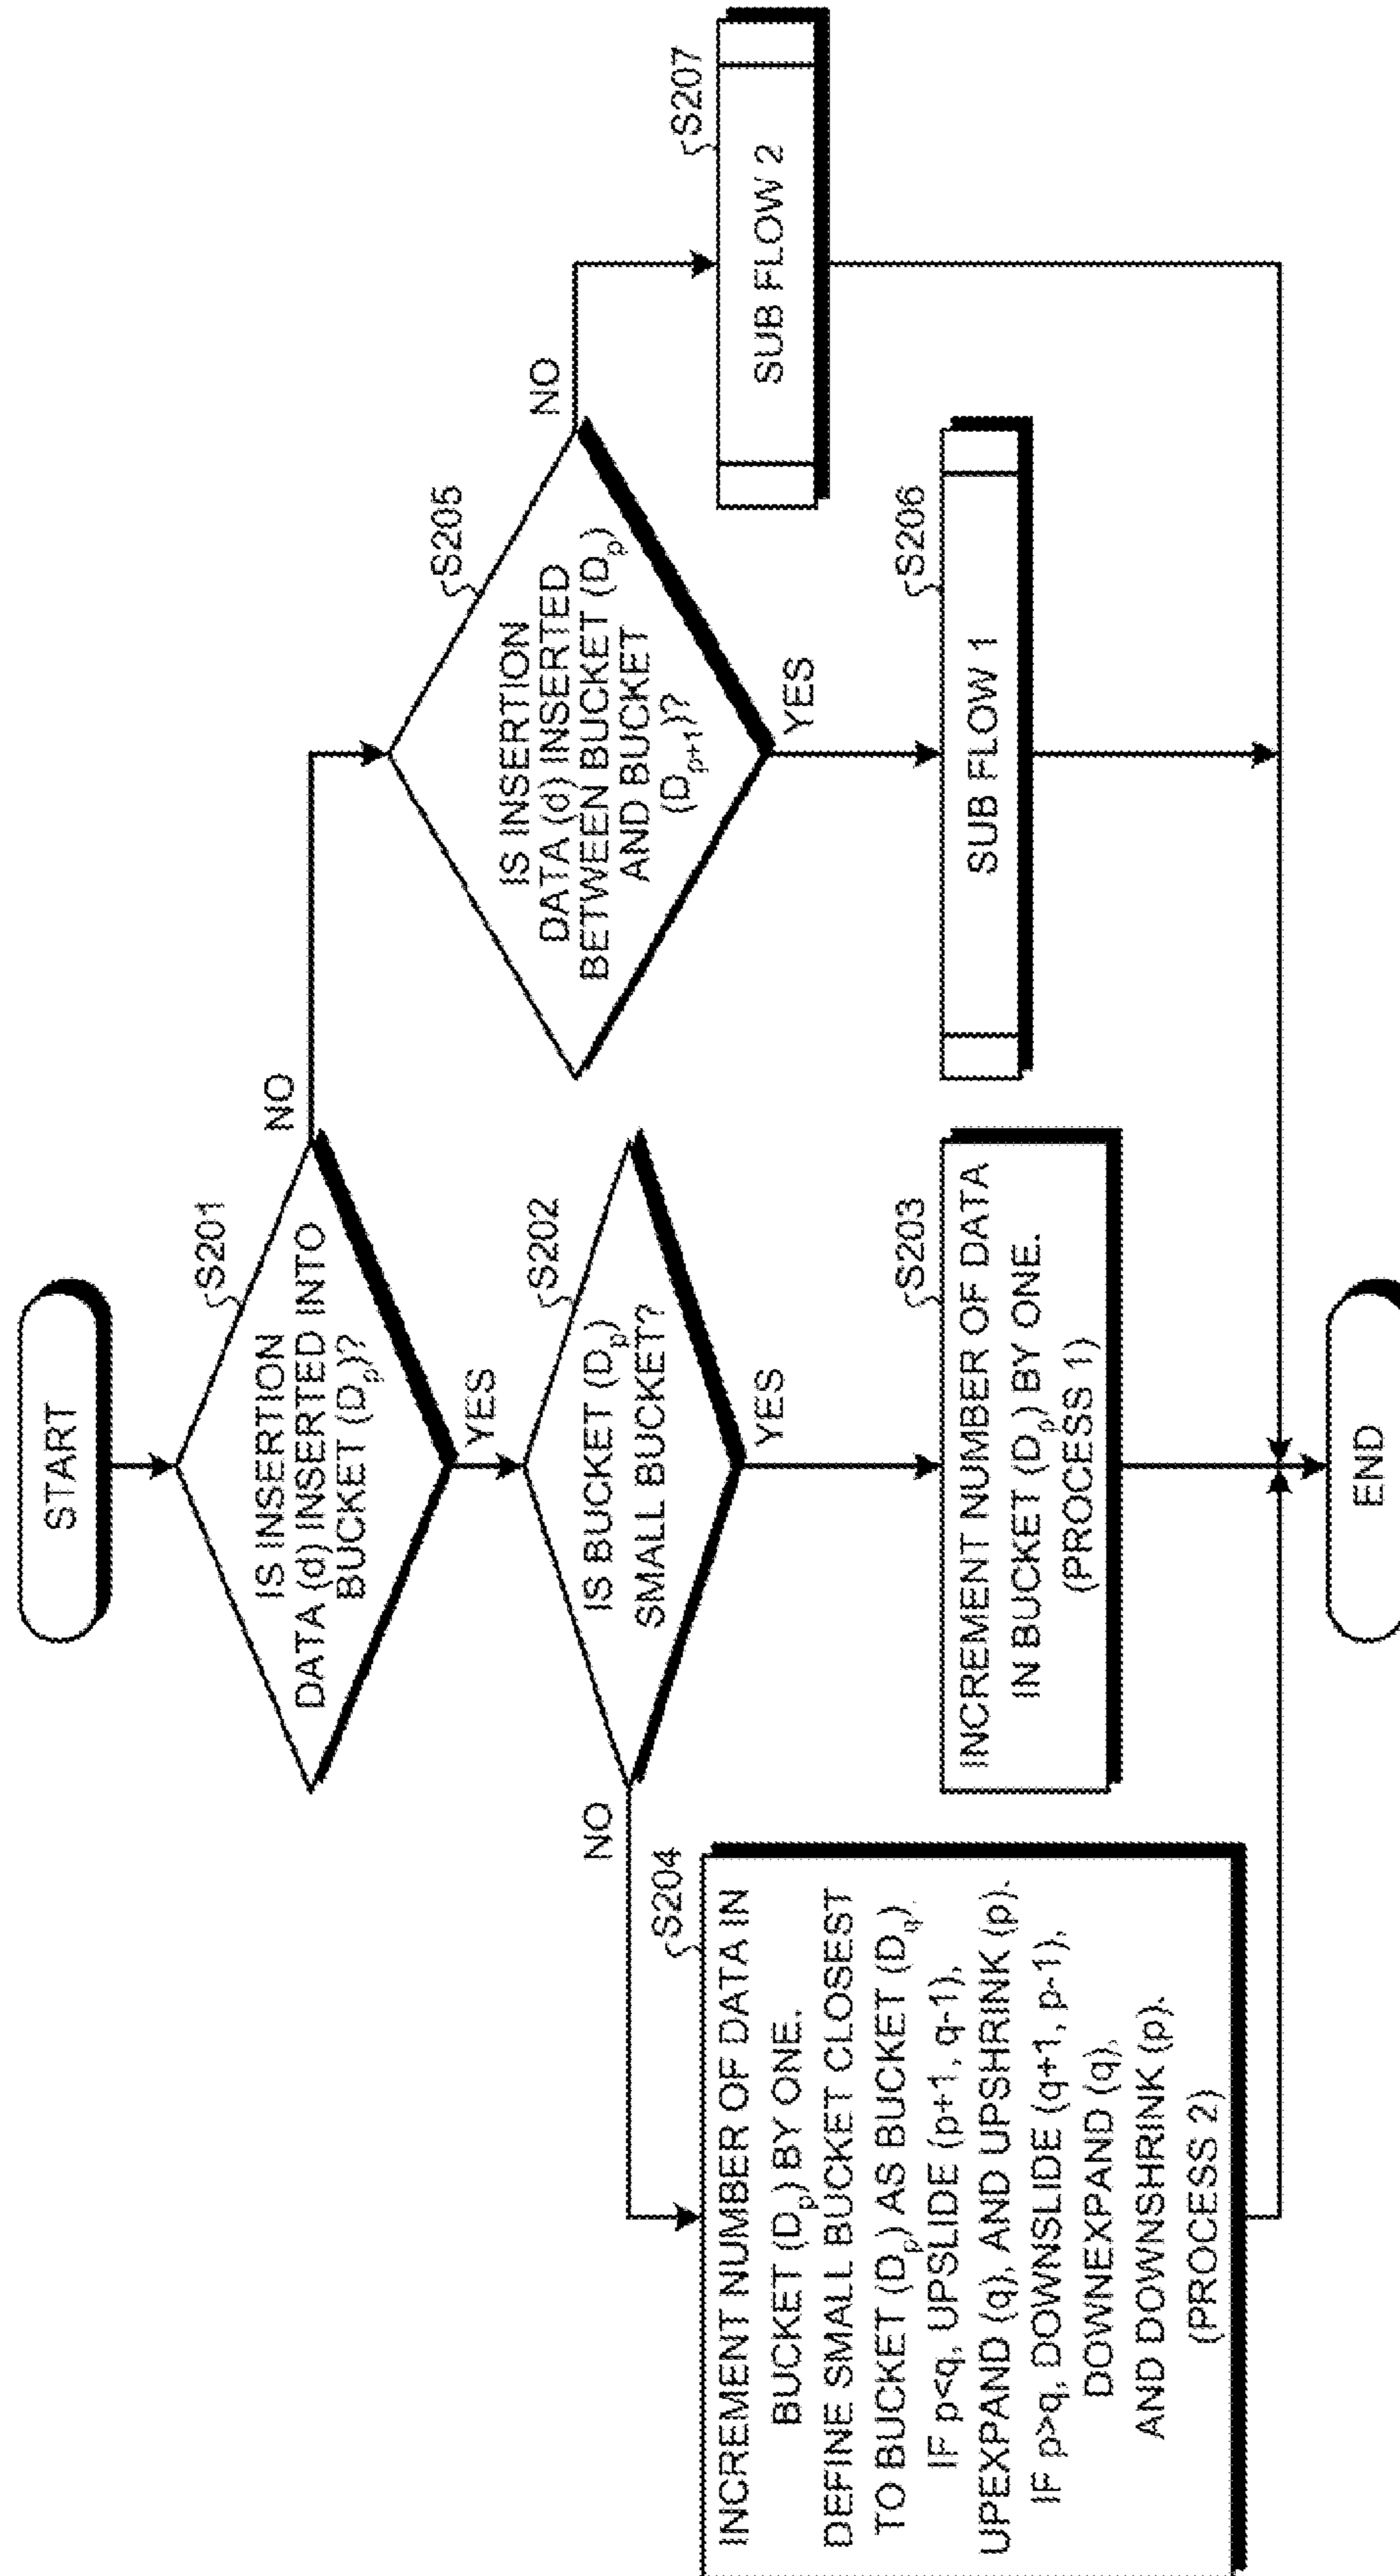 START
S201
IS INSERTION
DATA (d) INSERTED INTO
BUCKET (Dp)?
NO
YES
S202
IS BUCKET (Dp)
SMALL BUCKET?
NO
YES
S203
INCREMENT NUMBER OF DATA
IN BUCKET (Dp) BY ONE.
(PROCESS 1)
S204
INCREMENT NUMBER OF DATA IN
BUCKET (Dp) BY ONE.
DEFINE SMALL BUCKET CLOSEST
TO BUCKET (Dp) AS BUCKET (Dq).
IF p<q, UPSLIDE (p+1, q-1),
UPEXPAND (q), AND UPSHRINK (p).
IF p>q, DOWNSLIDE (q+1, p-1),
DOWNEXPAND (q),
AND DOWNSHRINK (p).
(PROCESS 2)
S205
IS INSERTION
DATA (d) INSERTED
BETWEEN BUCKET (Dp)
AND BUCKET
(Dp+1)?
NO
YES
S206
SUB FLOW 1
S207
SUB FLOW 2
END